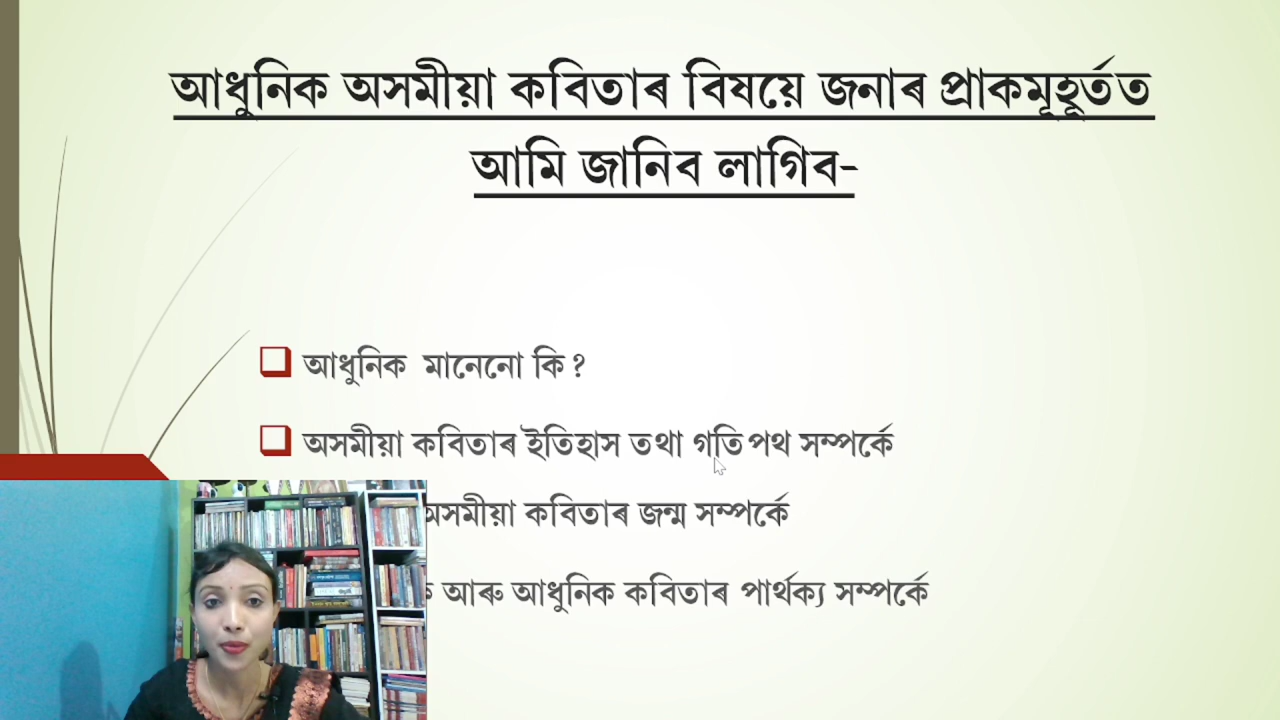 আধুনিক অসমীয়া কবিতাৰ বিষয়ে জনাৰ প্ৰাকমূহূৰ্তত
আমি জানিব লাগিব-
আধুনিক মানেনো কি ?
অসমীয়া কবিতাৰ ইতিহাস তথা গতি পথ সম্পৰ্কে
অসমীয়া কবিতাৰ জন্ম সম্পৰ্কে
আৰু আধুনিক কবিতাৰ পাৰ্থক্য সম্পৰ্কে